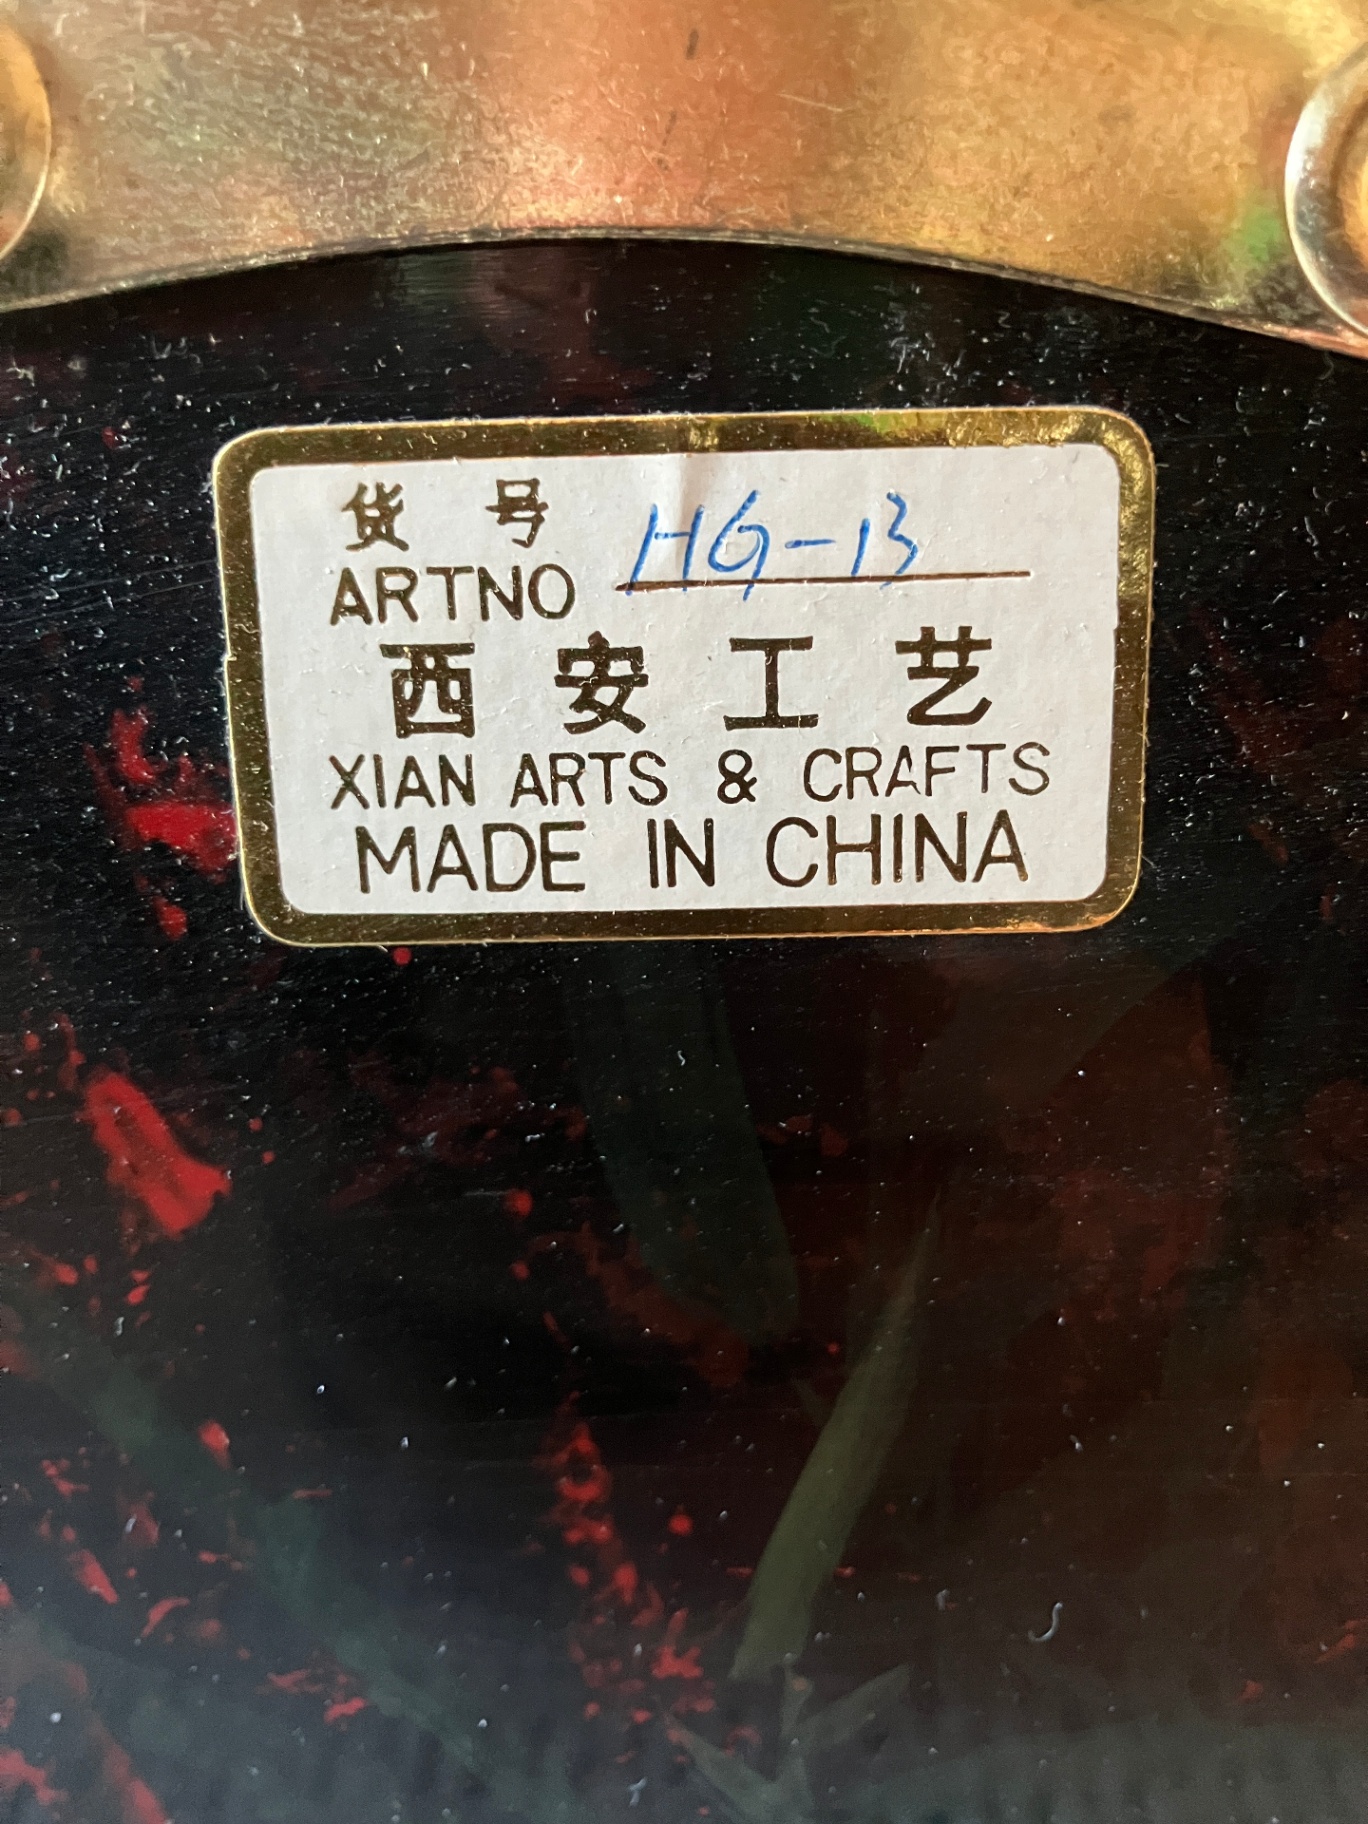 货号
ARTNO HG-13
西安工艺
XIAN ARTS & CRAFTS
MADE IN CHINA